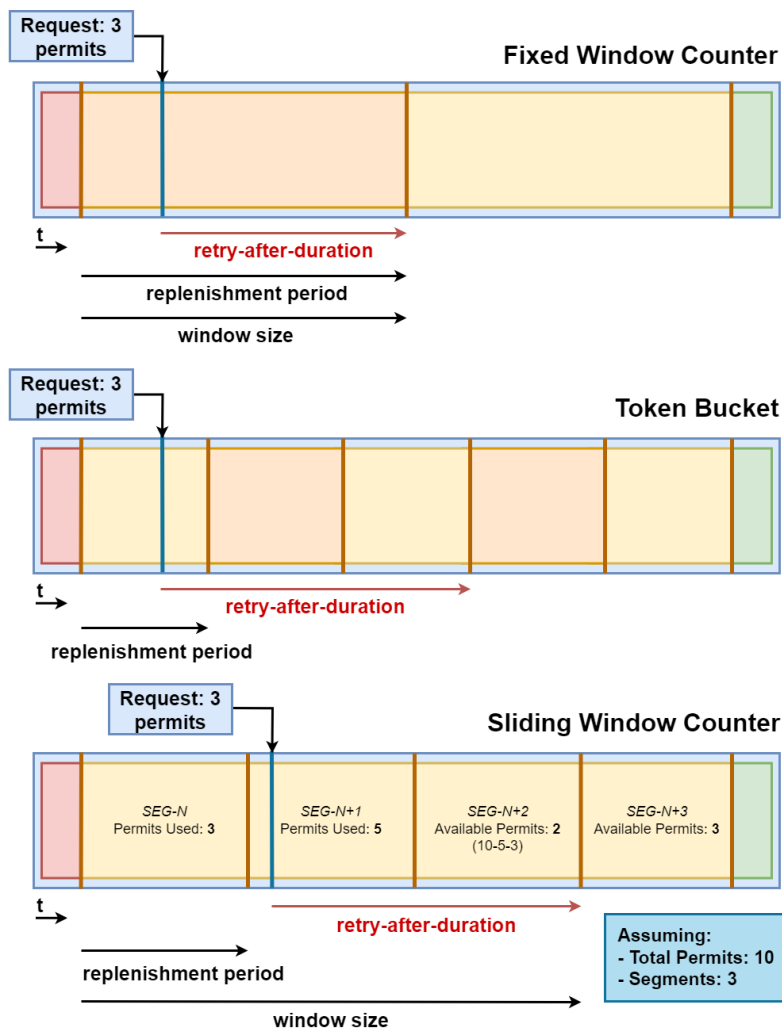 Request: 3
permits
Fixed Window Counter
t
retry-after-duration
replenishment period
window size
Request: 3
permits
Token Bucket
t
retry-after-duration
replenishment period
Request: 3
permits
Sliding Window Counter
SEG-N
Permits Used: 3
SEG-N+1
Permits Used: 5
SEG-N+2
Available Permits: 2
(10-5-3)
SEG-N+3
Available Permits: 3
t
retry-after-duration
replenishment period
window size
Assuming:
- Total Permits: 10
- Segments: 3